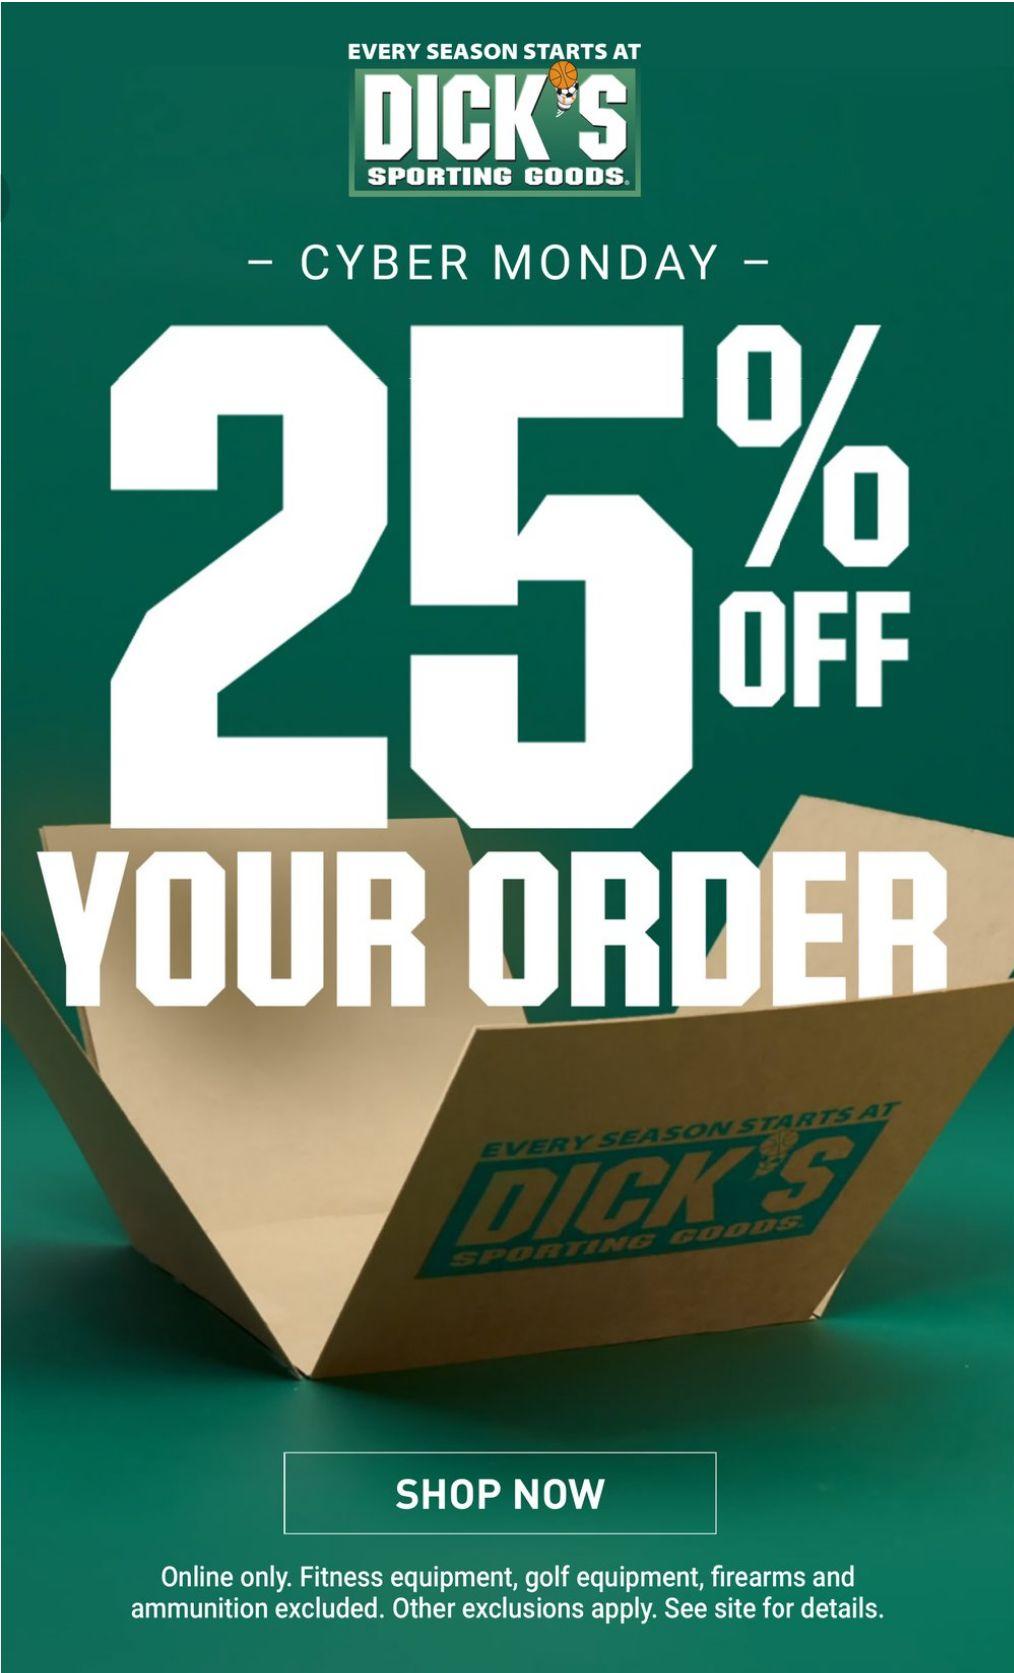 EVERY SEASON STARTS AT
DICK'S
SPORTING GOODS.
– CYBER MONDAY –
25%
OFF
YOUR ORDER
EVERY SEASON STARTS AT
DICK'S
SPORTING GOODS.
SHOP NOW
Online only. Fitness equipment, golf equipment, firearms and
ammunition excluded. Other exclusions apply. See site for details.